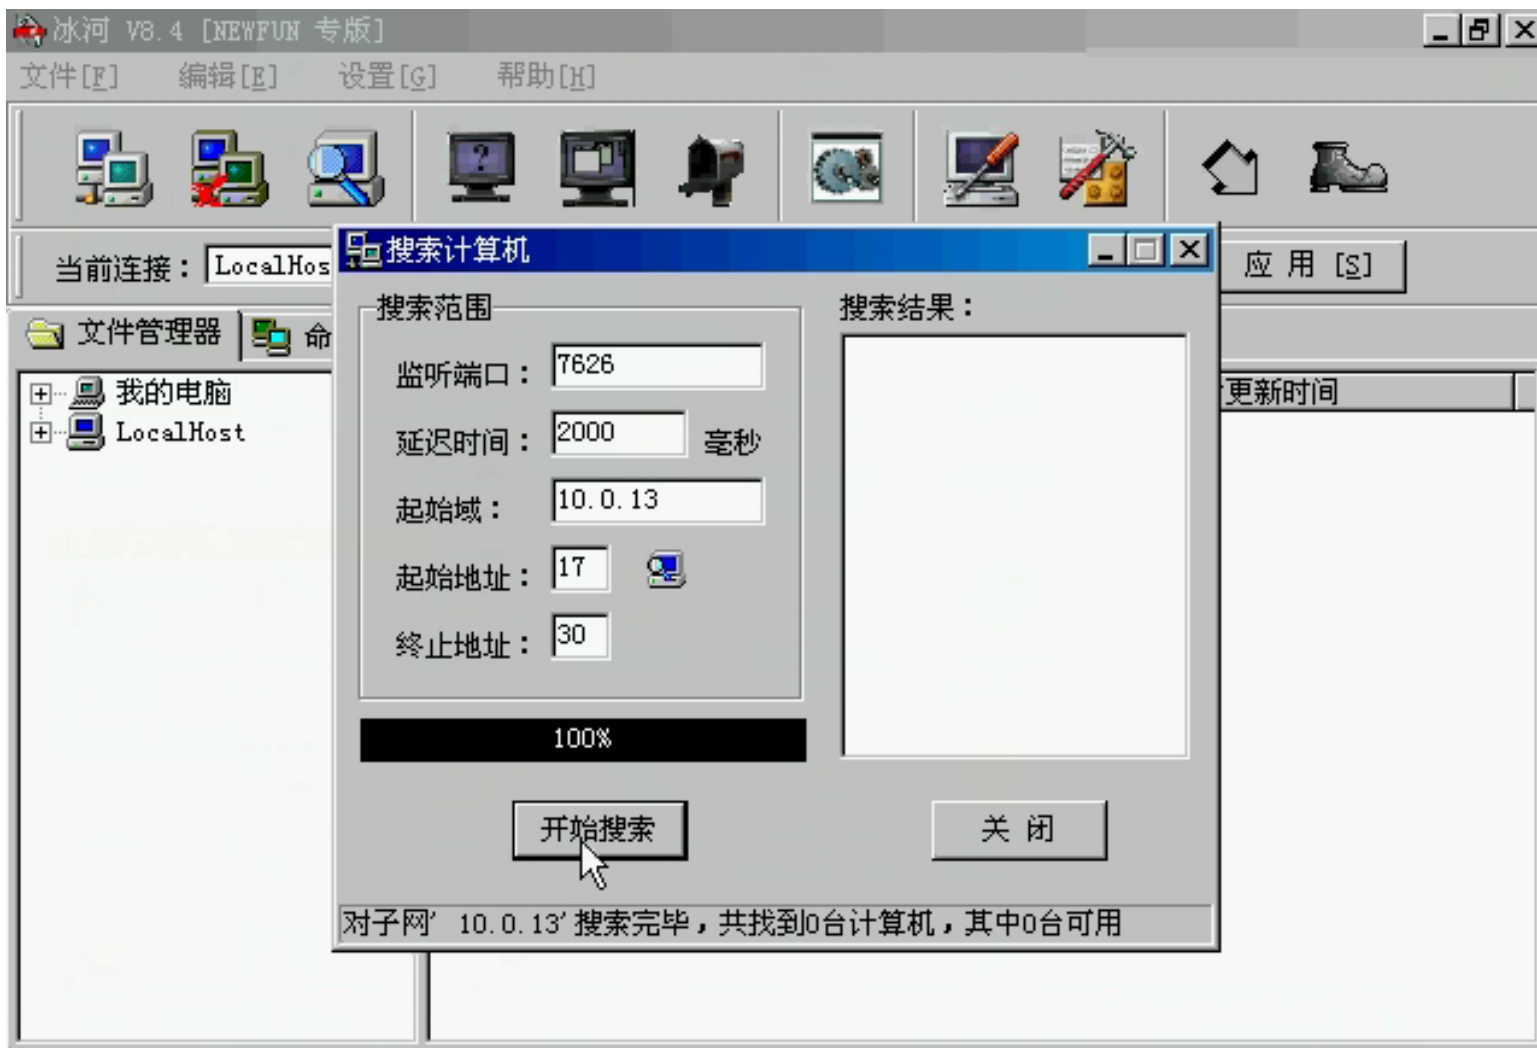 冰河 V8.4 [NEWFUN 专版]
文件[F] 编辑[E] 设置[G] 帮助[H]
当前连接： LocalHos
应 用 [S]
文件管理器 命
更新时间
我的电脑
LocalHost
搜索计算机
搜索范围
监听端口： 7626
延迟时间： 2000 毫秒
起始域： 10.0.13
起始地址： 17
终止地址： 30
100%
开始搜索
搜索结果：
关 闭
对子网' 10.0.13'搜索完毕，共找到0台计算机，其中0台可用